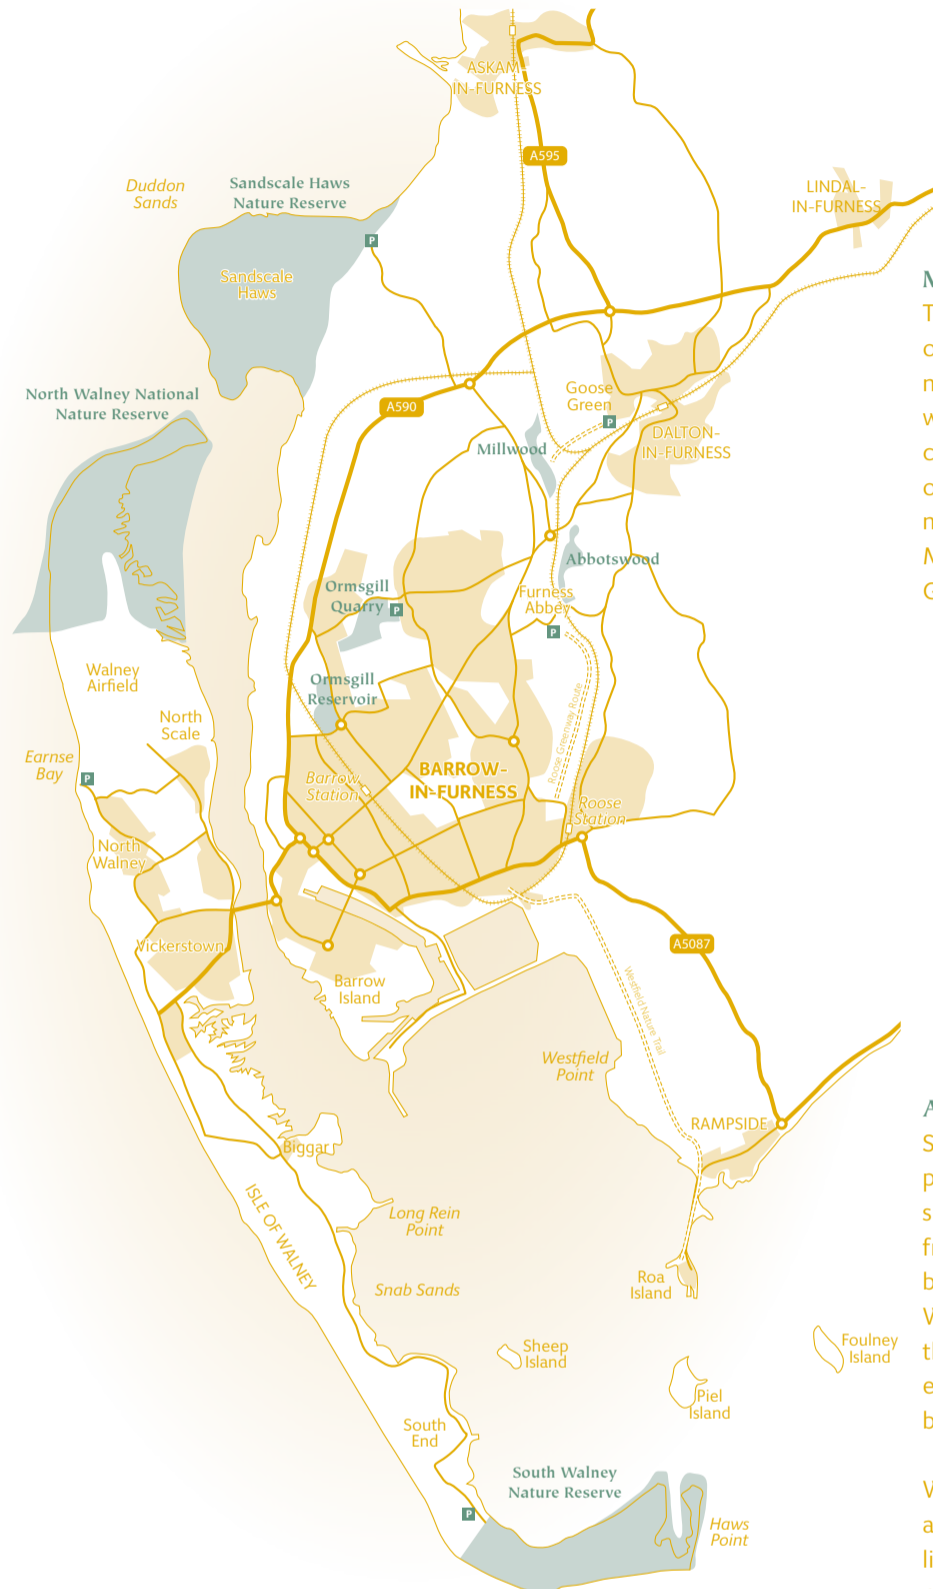 ASKAM-
IN-FURNESS
A595
Duddon
Sands
Sandscale Haws
Nature Reserve
P
LINDAL-
IN-FURNESS
Sandscale
Haws
North Walney National
Nature Reserve
A590
Goose
Green
P
Millwood
DALTON-
IN-FURNESS
Abbotswood
Ormsgill
Quarry
P
Furness
Abbey
P
Walney
Airfield
Ormsgill
Reservoir
North
Scale
Roose Greenway Route
Earnse
Bay
P
Barrow
Station
BARROW-
IN-FURNESS
Roose
Station
North
Walney
Vickerstown
A5087
Barrow
Island
Westfield Nature Trail
Westfield
Point
RAMPSIDE
Biggar
ISLE OF WALNEY
Long Rein
Point
Snab Sands
Roa
Island
Sheep
Island
Foulney
Island
Piel
Island
South
End
South Walney
Nature Reserve
P
Haws
Point